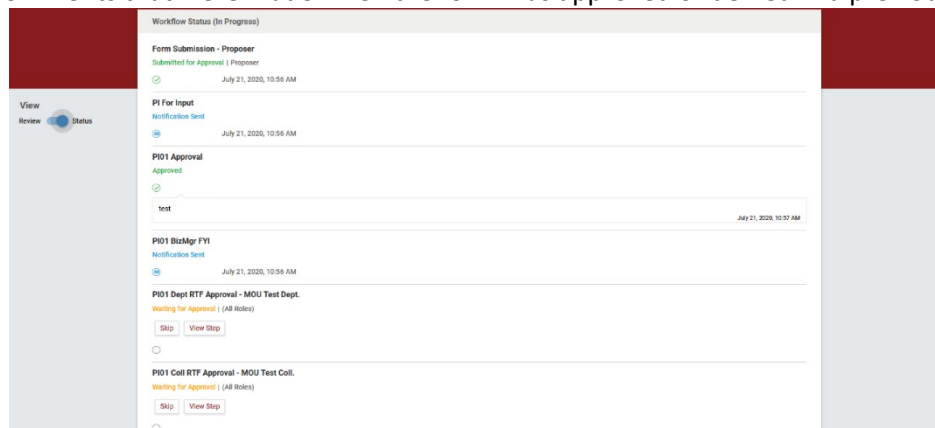 Workflow Status (In Progress)
Form Submission - Proposer
Submitted for Approval | Proposer
July 21, 2020, 10:56 AM
View
Review Status
PI For Input
Notification Sent
July 21, 2020, 10:56 AM
PI01 Approval
Approved
test
July 21, 2020, 10:57 AM
PI01 BizMgr FYI
Notification Sent
July 21, 2020, 10:56 AM
PI01 Dept RTF Approval - MOU Test Dept.
Waiting for Approval | (All Roles)
Skip View Step
PI01 Coll RTF Approval - MOU Test Coll.
Waiting for Approval | (All Roles)
Skip View Step